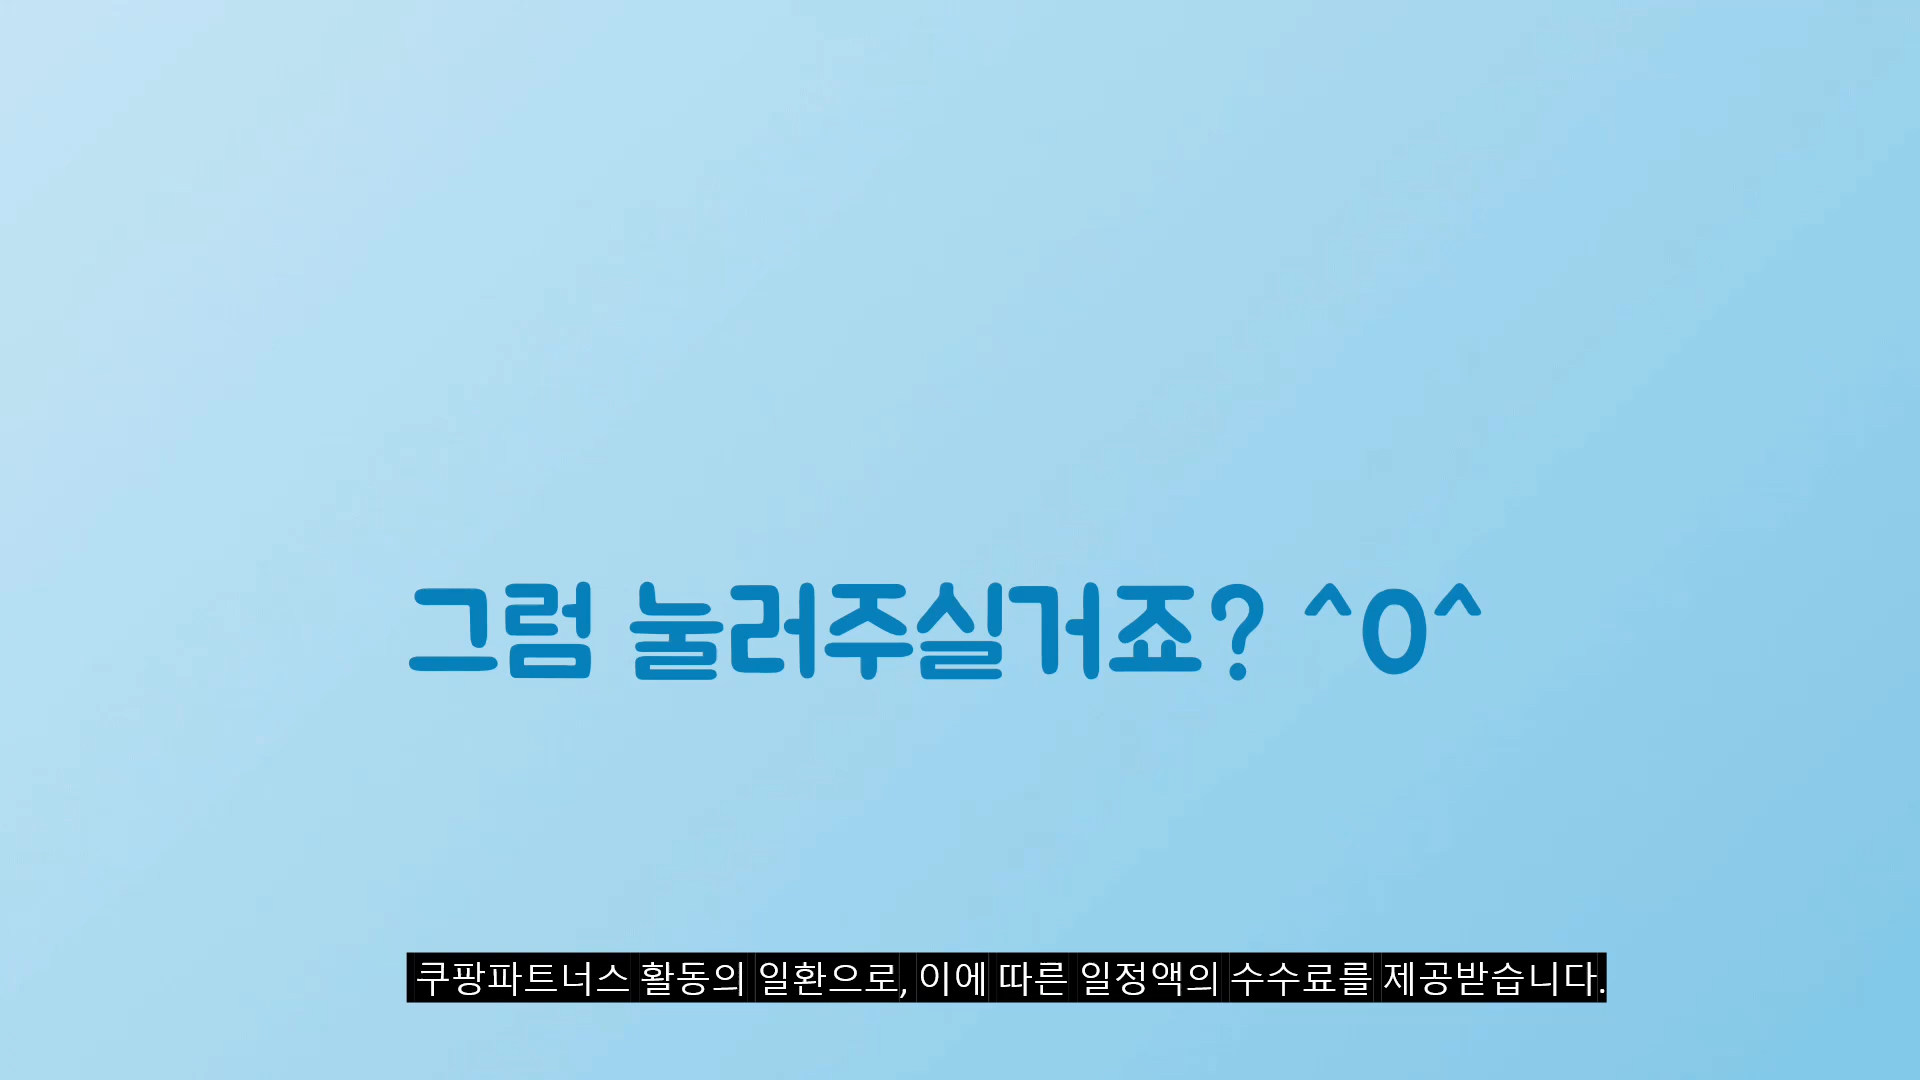 그럼 눌러주실거죠? ^0^
쿠팡파트너스 활동의 일환으로, 이에 따른 일정액의 수수료를 제공받습니다.